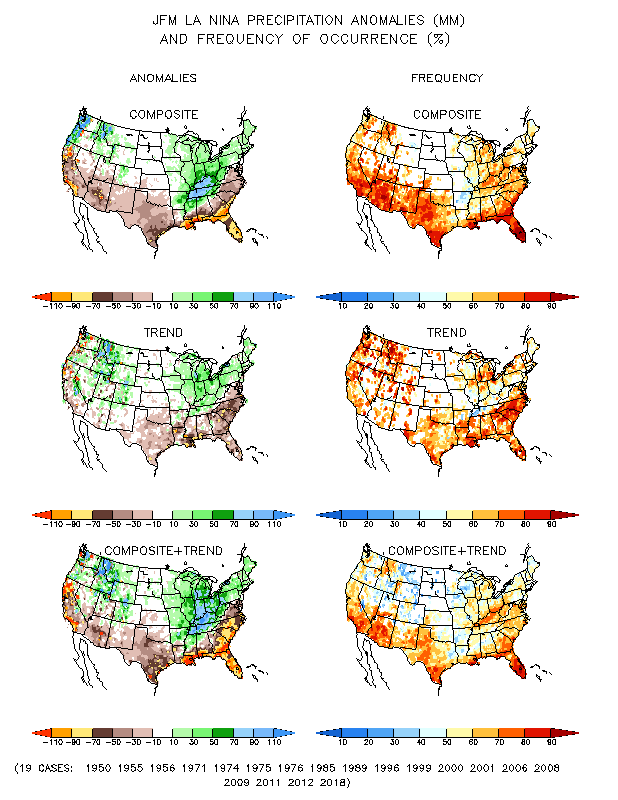 JFM LA NINA PRECIPITATION ANOMALIES (MM)
AND FREQUENCY OF OCCURRENCE (%)
ANOMALIES FREQUENCY
COMPOSITE COMPOSITE
-110 -90 -70 -50 -30 -10 10 30 50 70 90 110 10 20 30 40 50 60 70 80 90
TREND TREND
-110 -90 -70 -50 -30 -10 10 30 50 70 90 110 10 20 30 40 50 60 70 80 90
COMPOSITE+TREND COMPOSITE+TREND
-110 -90 -70 -50 -30 -10 10 30 50 70 90 110 10 20 30 40 50 60 70 80 90
(19 CASES: 1950 1955 1956 1971 1974 1975 1976 1985 1989 1996 1999 2000 2001 2006 2008
2009 2011 2012 2018)